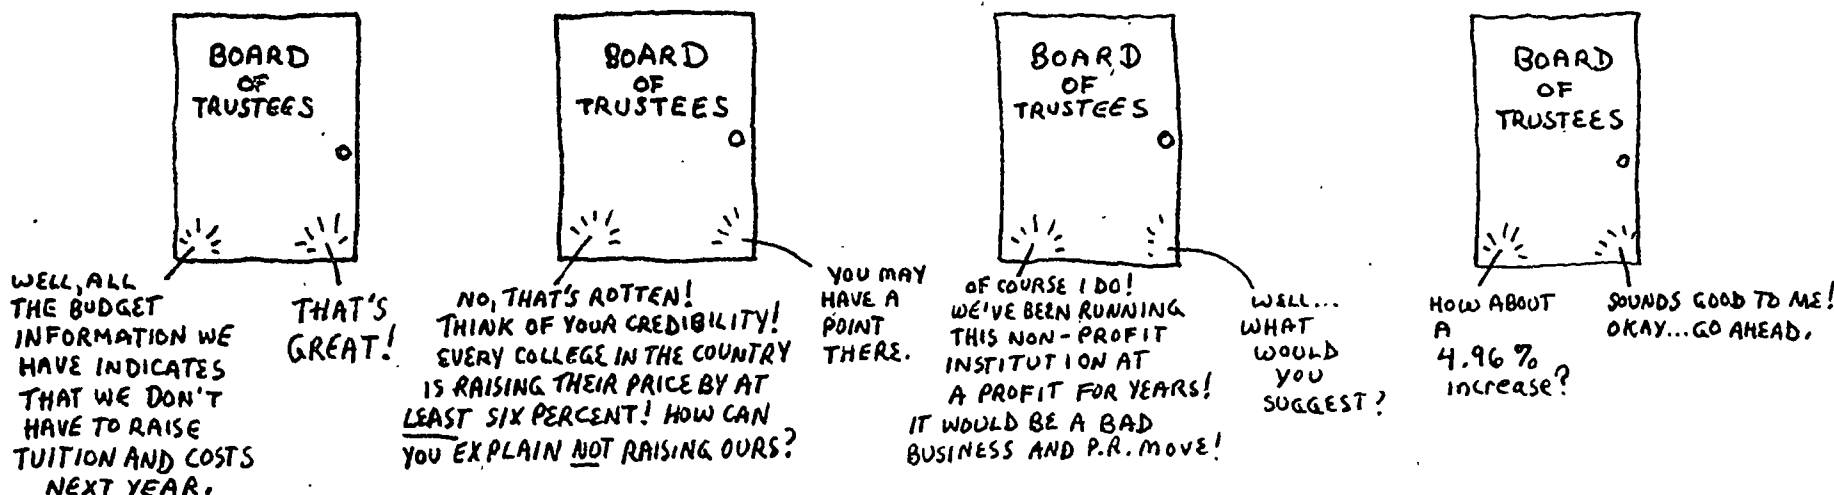 BOARD
OF
TRUSTEES
WELL, ALL
THE BUDGET
INFORMATION WE
HAVE INDICATES
THAT WE DON'T
HAVE TO RAISE
TUITION AND COSTS
NEXT YEAR.
THAT'S
GREAT!
BOARD
OF
TRUSTEES
NO, THAT'S ROTTEN!
THINK OF YOUR CREDIBILITY!
EVERY COLLEGE IN THE COUNTRY
IS RAISING THEIR PRICE BY AT
LEAST SIX PERCENT! HOW CAN
YOU EXPLAIN NOT RAISING OURS?
YOU MAY
HAVE A
POINT
THERE.
BOARD
OF
TRUSTEES
OF COURSE I DO!
WE'VE BEEN RUNNING
THIS NON-PROFIT
INSTITUTION AT
A PROFIT FOR YEARS!
IT WOULD BE A BAD
BUSINESS AND P.R. MOVE!
WELL...
WHAT
WOULD
YOU
SUGGEST?
BOARD
OF
TRUSTEES
HOW ABOUT
A
4.96%
increase?
SOUNDS GOOD TO ME!
OKAY...GO AHEAD.